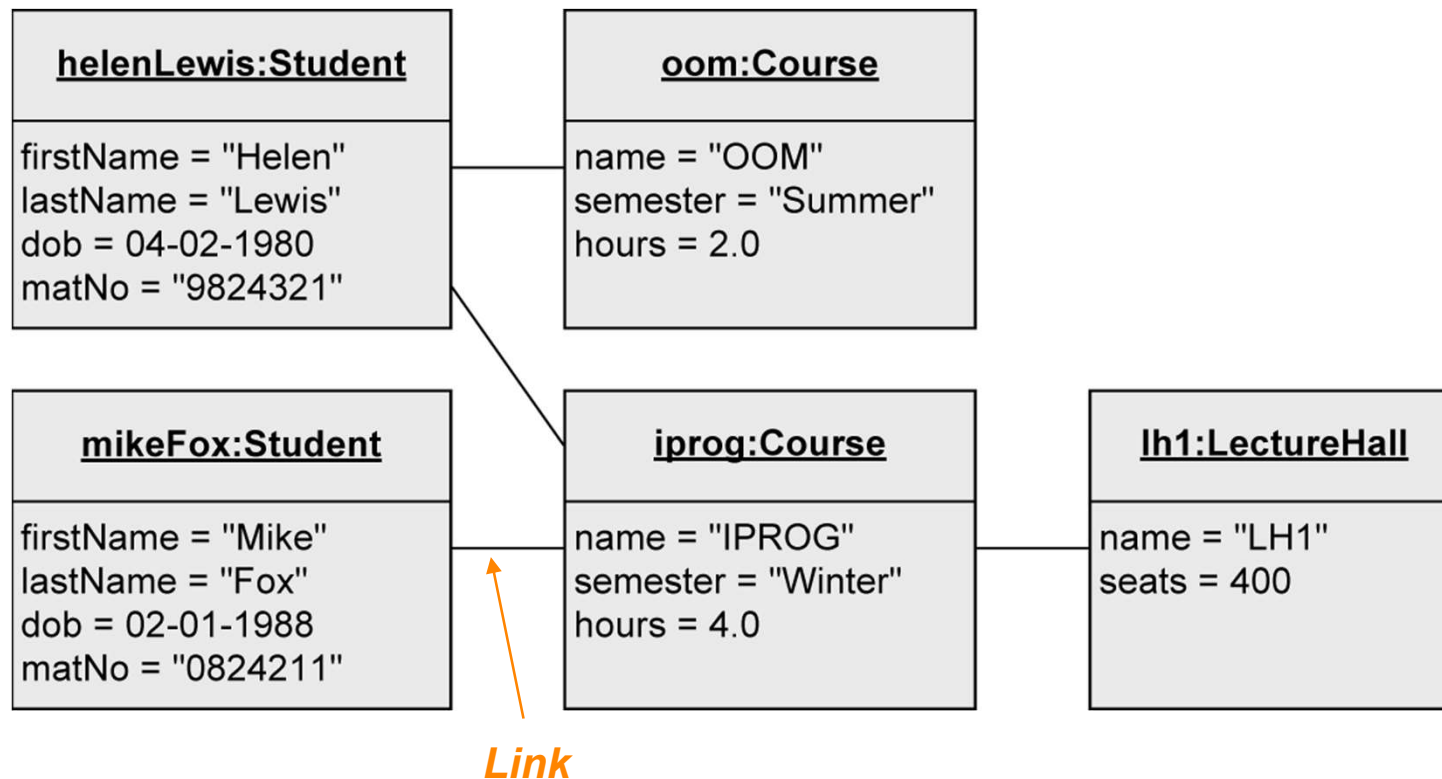 helenLewis:Student
firstName = "Helen"
lastName = "Lewis"
dob = 04-02-1980
matNo = "9824321"
oom:Course
name = "OOM"
semester = "Summer"
hours = 2.0
mikeFox:Student
firstName = "Mike"
lastName = "Fox"
dob = 02-01-1988
matNo = "0824211"
iprog:Course
name = "IPROG"
semester = "Winter"
hours = 4.0
lh1:LectureHall
name = "LH1"
seats = 400
Link